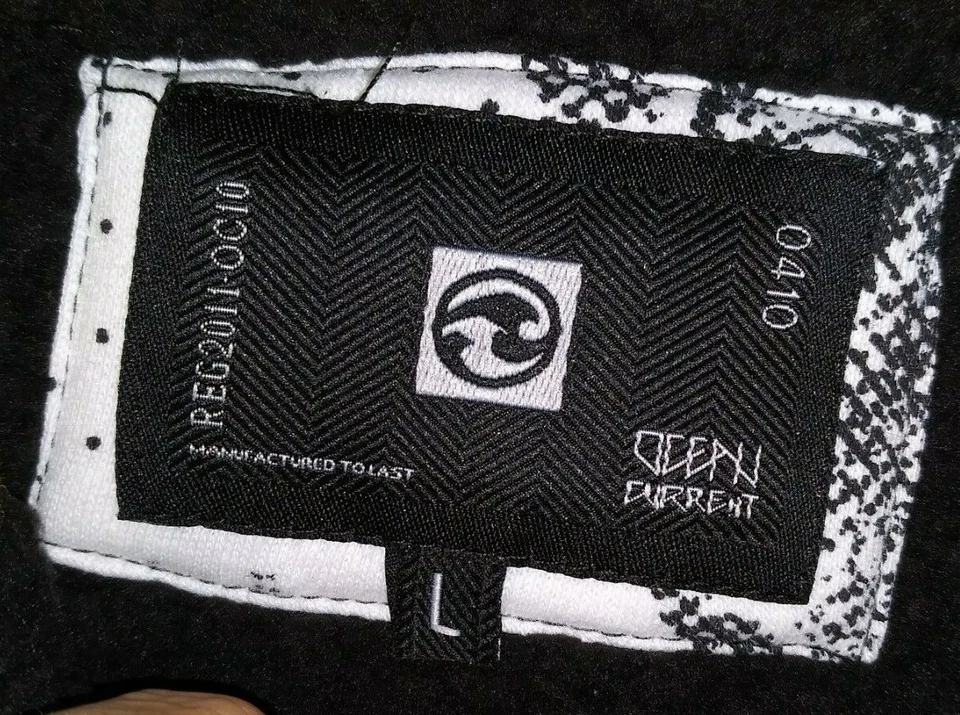 REG2011-OC10
0410
MANUFACTURED TO LAST
OCEAN
CURRENT
L